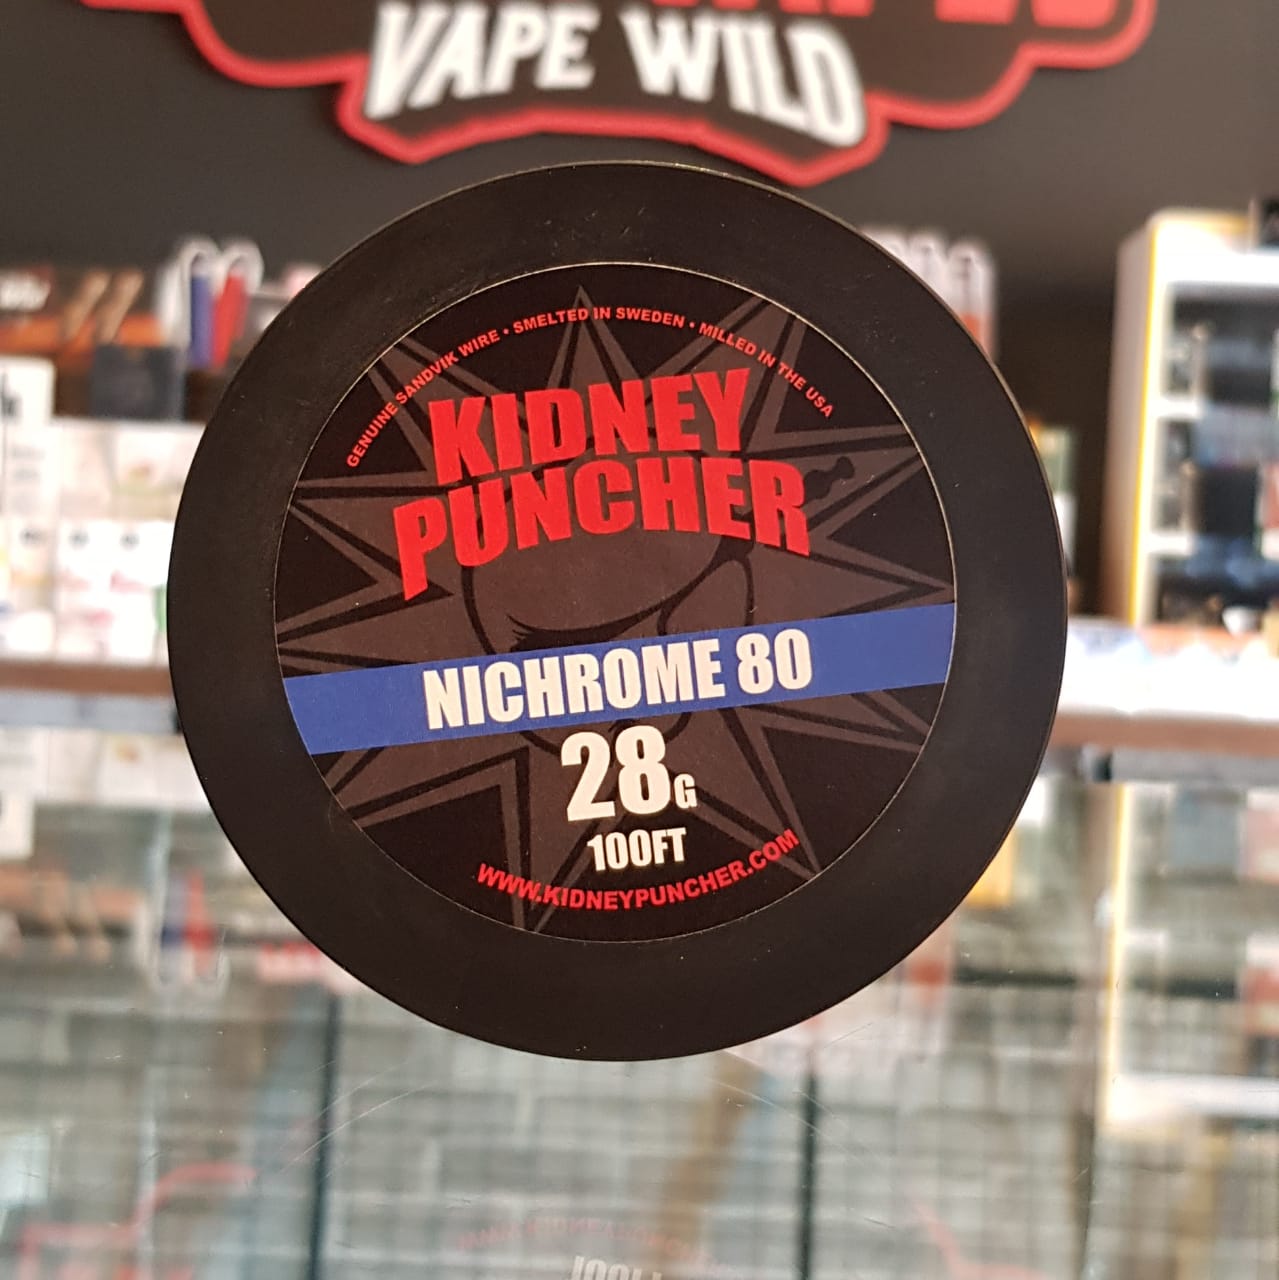 VAPE WILD
GENUINE SANDVIK WIRE • SMELTED IN SWEDEN • MILLED IN THE USA
KIDNEY
PUNCHER
NICHROME 80
28G
100FT
WWW.KIDNEYPUNCHER.COM